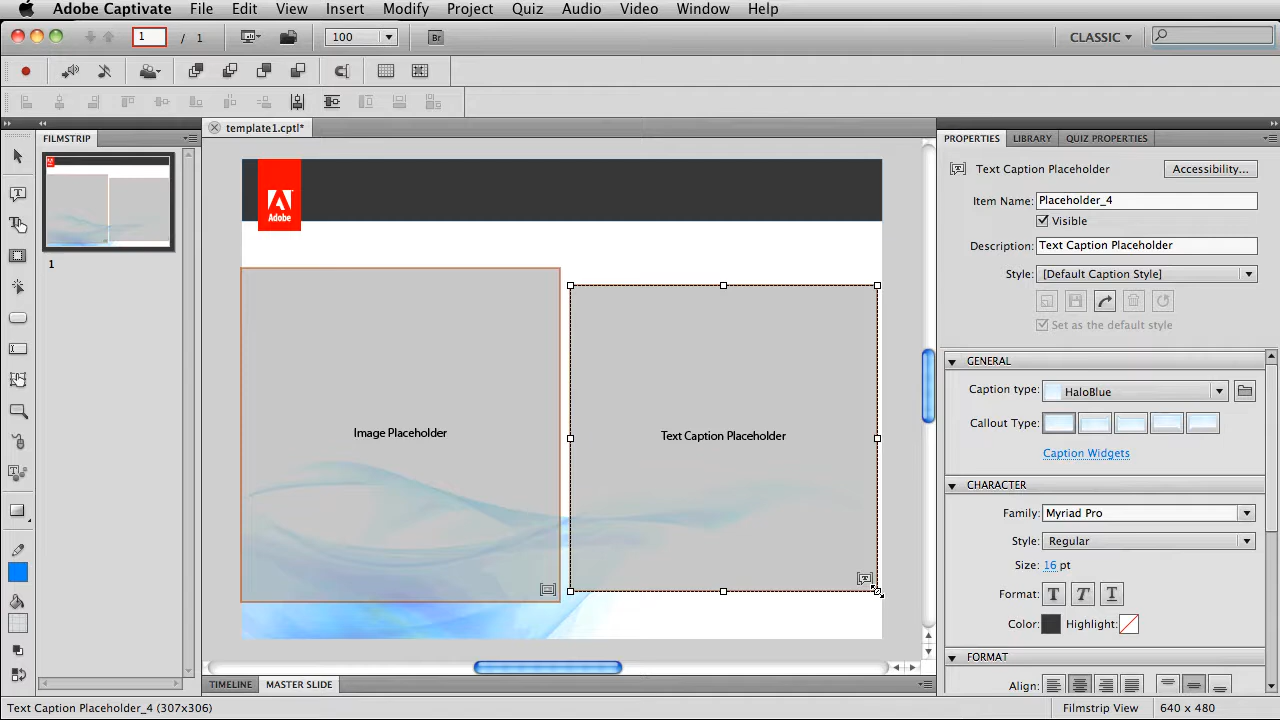 Adobe Captivate File Edit View Insert Modify Project Quiz Audio Video Window Help
1 / 1 100 Br CLASSIC
template1.cptl*
FILMSTRIP
1
Adobe
Image Placeholder
Text Caption Placeholder
PROPERTIES LIBRARY QUIZ PROPERTIES
Text Caption Placeholder Accessibility...
Item Name: Placeholder_4
Visible
Description: Text Caption Placeholder
Style: [Default Caption Style]
Set as the default style
GENERAL
Caption type: HaloBlue
Callout Type:
Caption Widgets
CHARACTER
Family: Myriad Pro
Style: Regular
Size: 16 pt
Format: T T T
Color: Highlight:
FORMAT
Align:
TIMELINE MASTER SLIDE
Text Caption Placeholder_4 (307x306) Filmstrip View 640 x 480